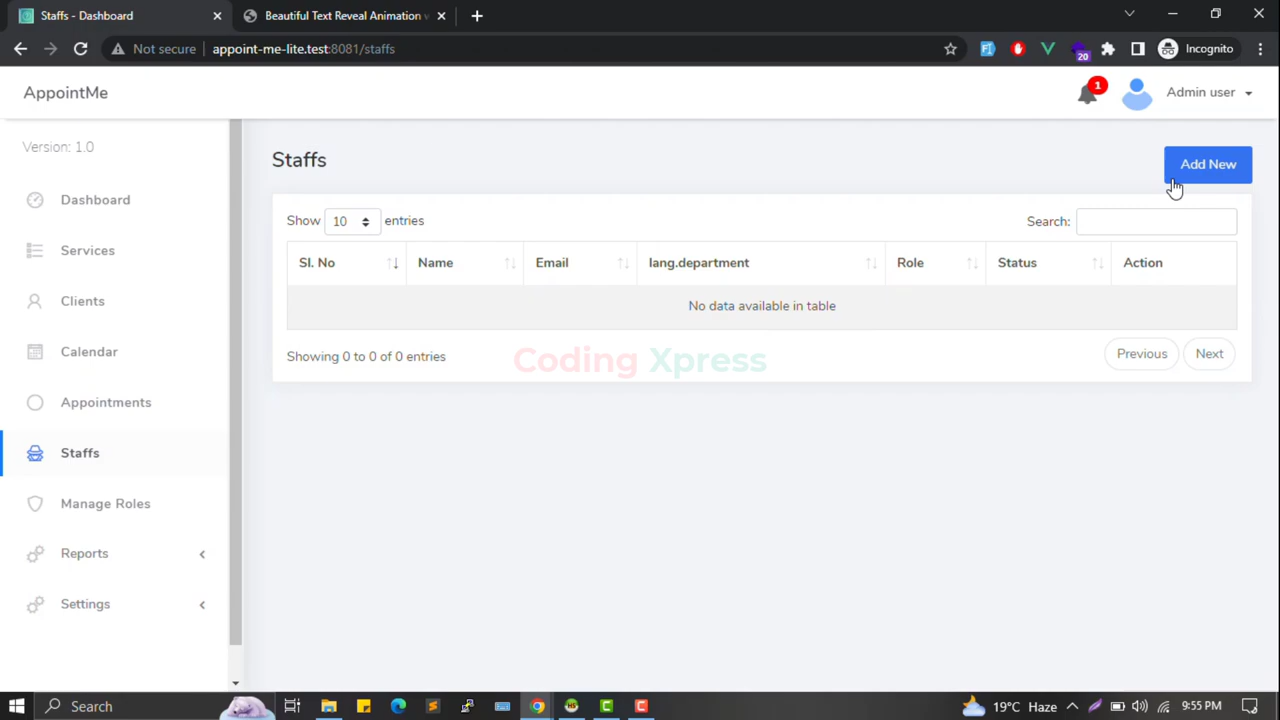 Staffs - Dashboard
Beautiful Text Reveal Animation
Not secure
appoint-me-lite.test:8081/staffs
20
Incognito
AppointMe
1
Admin user
Version: 1.0
Dashboard
Services
Clients
Calendar
Appointments
Staffs
Manage Roles
Reports
Settings
Staffs
Add New
Show 10 entries
Search:
Sl. No
Name
Email
lang.department
Role
Status
Action
No data available in table
Showing 0 to 0 of 0 entries
Previous
Next
Coding Xpress
Search
19°C Haze
9:55 PM